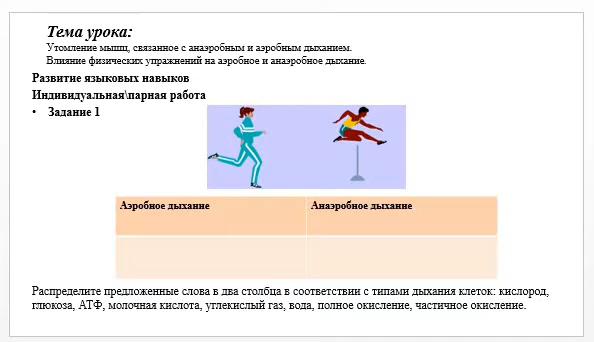 Тема урока:
Утомление мышц, связанное с анаэробным и аэробным дыханием.
Влияние физических упражнений на аэробное и анаэробное дыхание.
Развитие языковых навыков
Индивидуальная\парная работа
• Задание 1
Аэробное дыхание Анаэробное дыхание
Распределите предложенные слова в два столбца в соответствии с типами дыхания клеток: кислород,
глюкоза, АТФ, молочная кислота, углекислый газ, вода, полное окисление, частичное окисление.